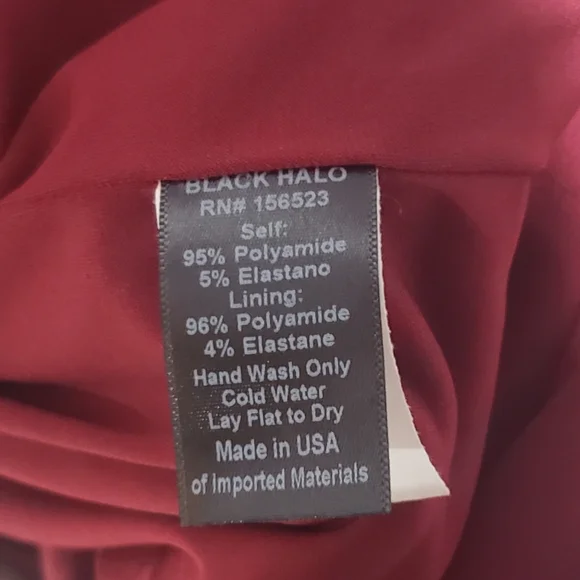 BLACK HALO
RN# 156523
Self:
95% Polyamide
5% Elastano
Lining:
96% Polyamide
4% Elastane
Hand Wash Only
Cold Water
Lay Flat to Dry
Made in USA
of Imported Materials